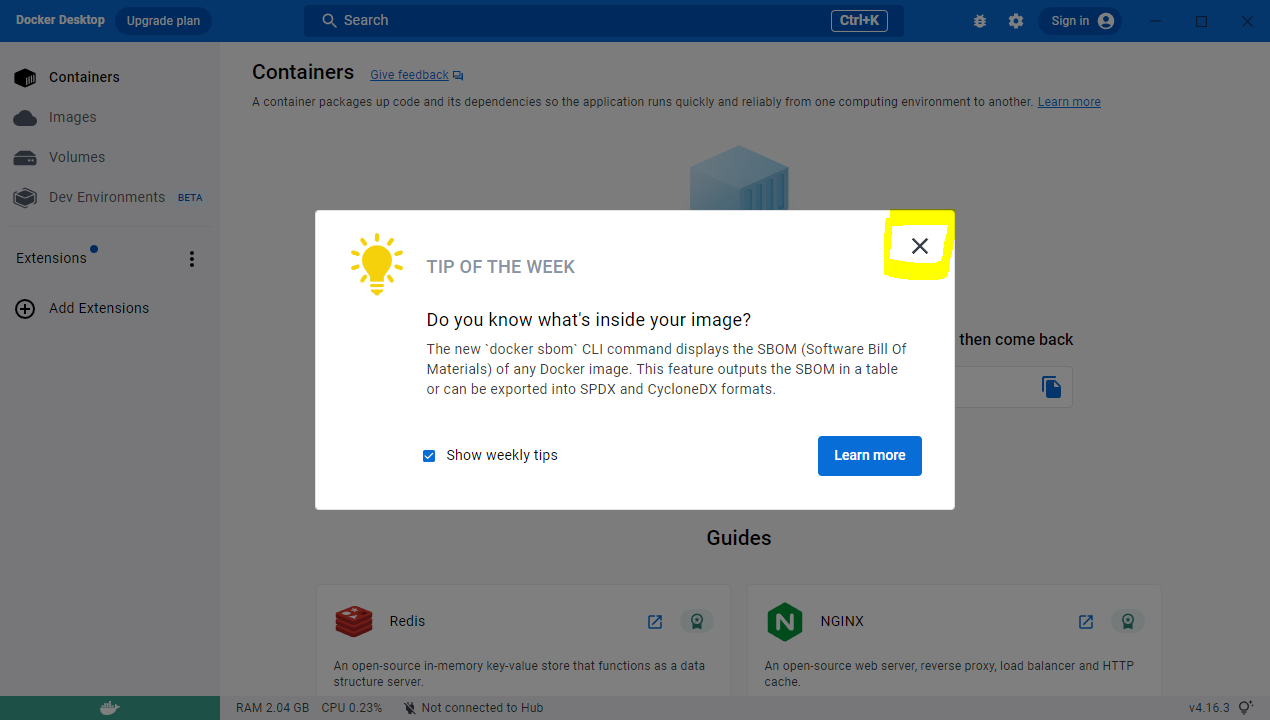 Docker Desktop
Upgrade plan
Search
Ctrl+K
Sign in
Containers
Images
Volumes
Dev Environments BETA
Extensions
Add Extensions
Containers Give feedback
A container packages up code and its dependencies so the application runs quickly and reliably from one computing environment to another. Learn more
TIP OF THE WEEK
Do you know what's inside your image?
The new `docker sbom` CLI command displays the SBOM (Software Bill Of
Materials) of any Docker image. This feature outputs the SBOM in a table
or can be exported into SPDX and CycloneDX formats.
Show weekly tips
Learn more
then come back
Guides
Redis
An open-source in-memory key-value store that functions as a data
structure server.
NGINX
An open-source web server, reverse proxy, load balancer and HTTP
cache.
RAM 2.04 GB CPU 0.23% Not connected to Hub
v4.16.3